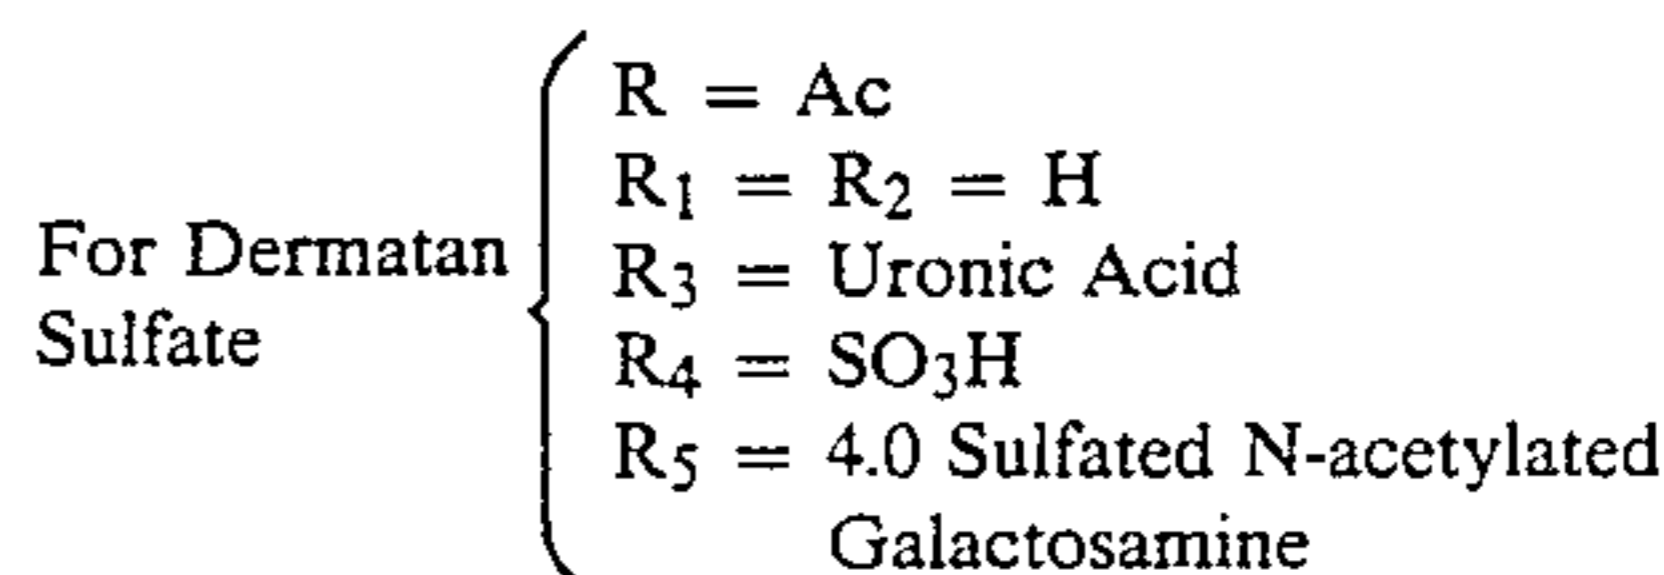 For Dermatan
Sulfate
R = Ac
R₁ = R₂ = H
R₃ = Uronic Acid
R₄ = SO₃H
R₅ = 4.0 Sulfated N-acetylated
Galactosamine